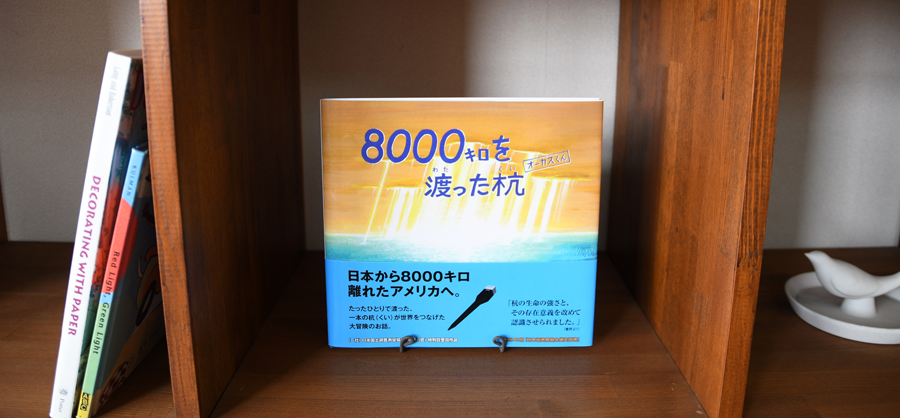 DECORATING WITH PAPER
KULMAN
Red Light, Green Light
8000キロを
わた
渡った杭
くい
オーガスくん
日本から8000キロ
離れたアメリカへ。
たったひとりで渡った、
一本の杭(くい)が世界をつなげた
大冒険のお話。
「杭の生命の強さと、
その存在意義を改めて
認識させられました。」